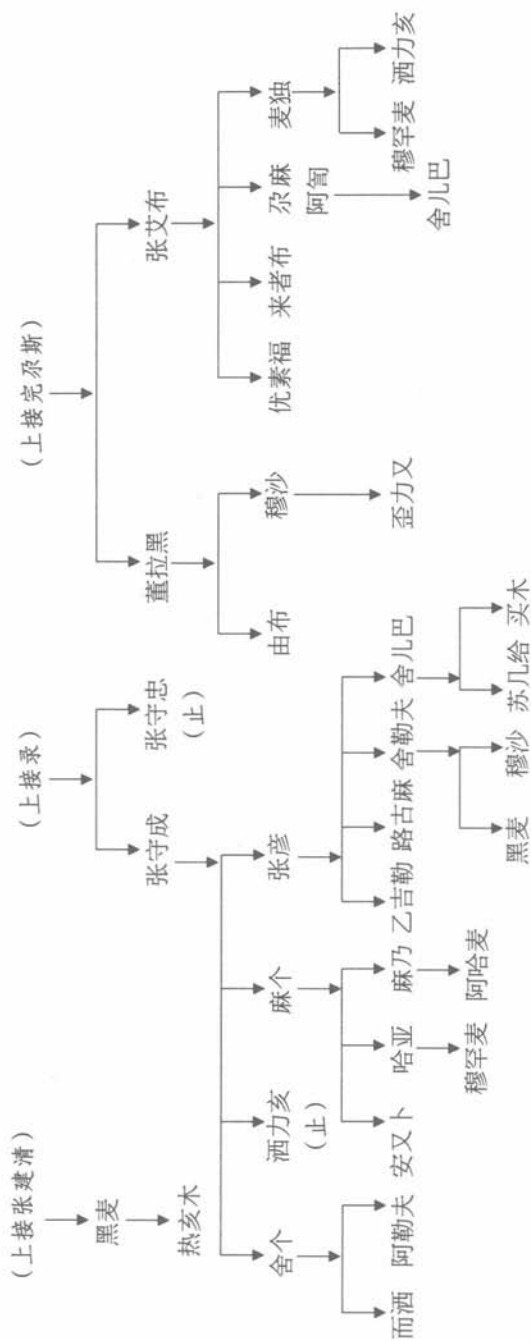 (上接张建清)
黑麦
热亥木
(上接录)
张守成
张守忠
(止)
舍个
洒力亥
(止)
麻个
张彦
而洒
阿勒夫
安又卜
哈亚
麻乃
穆罕麦
阿哈麦
乙吉勒
路古麻
舍勒夫
舍儿巴
黑麦
穆沙
苏几给
买木
(上接完尕斯)
董拉黑
张艾布
由布
穆沙
歪力又
优素福
来者布
尕麻
阿訇
麦独
舍儿巴
穆罕麦
洒力亥